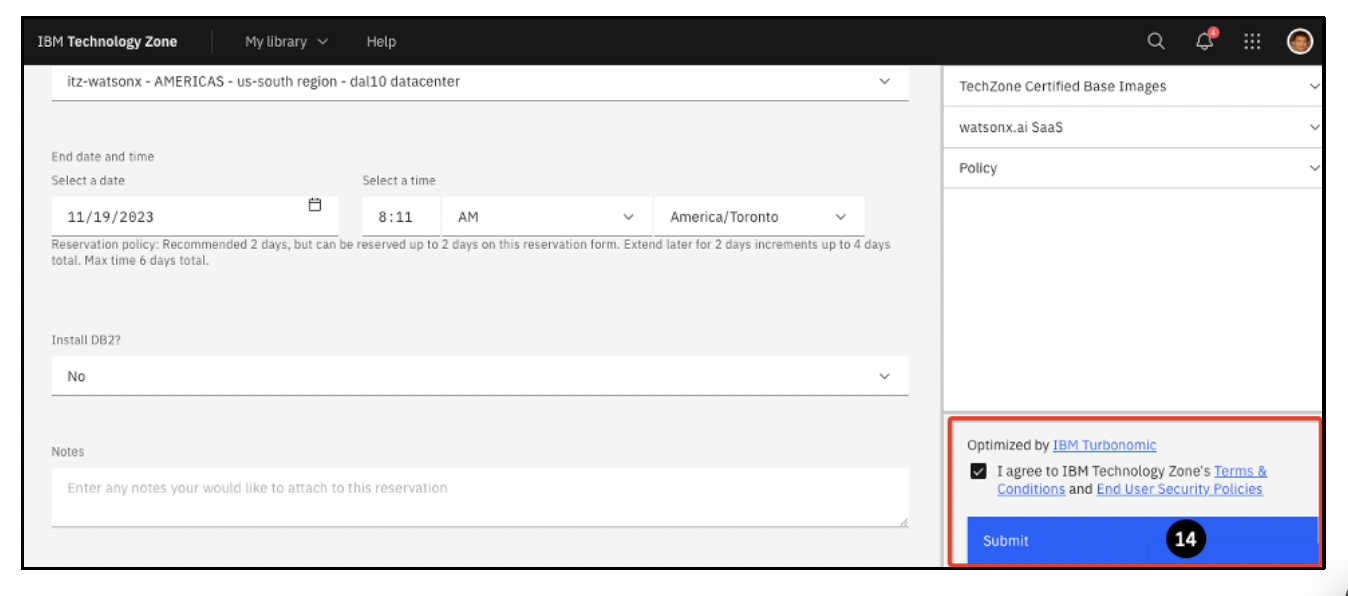 IBM Technology Zone
My library
Help
4
itz-watsonx - AMERICAS - us-south region - dal10 datacenter
End date and time
Select a date
Select a time
11/19/2023
8:11
AM
America/Toronto
Reservation policy: Recommended 2 days, but can be reserved up to 2 days on this reservation form. Extend later for 2 days increments up to 4 days
total. Max time 6 days total.
Install DB2?
No
Notes
Enter any notes your would like to attach to this reservation
TechZone Certified Base Images
watsonx.ai SaaS
Policy
Optimized by IBM Turbonomic
I agree to IBM Technology Zone's Terms &
Conditions and End User Security Policies
Submit
14